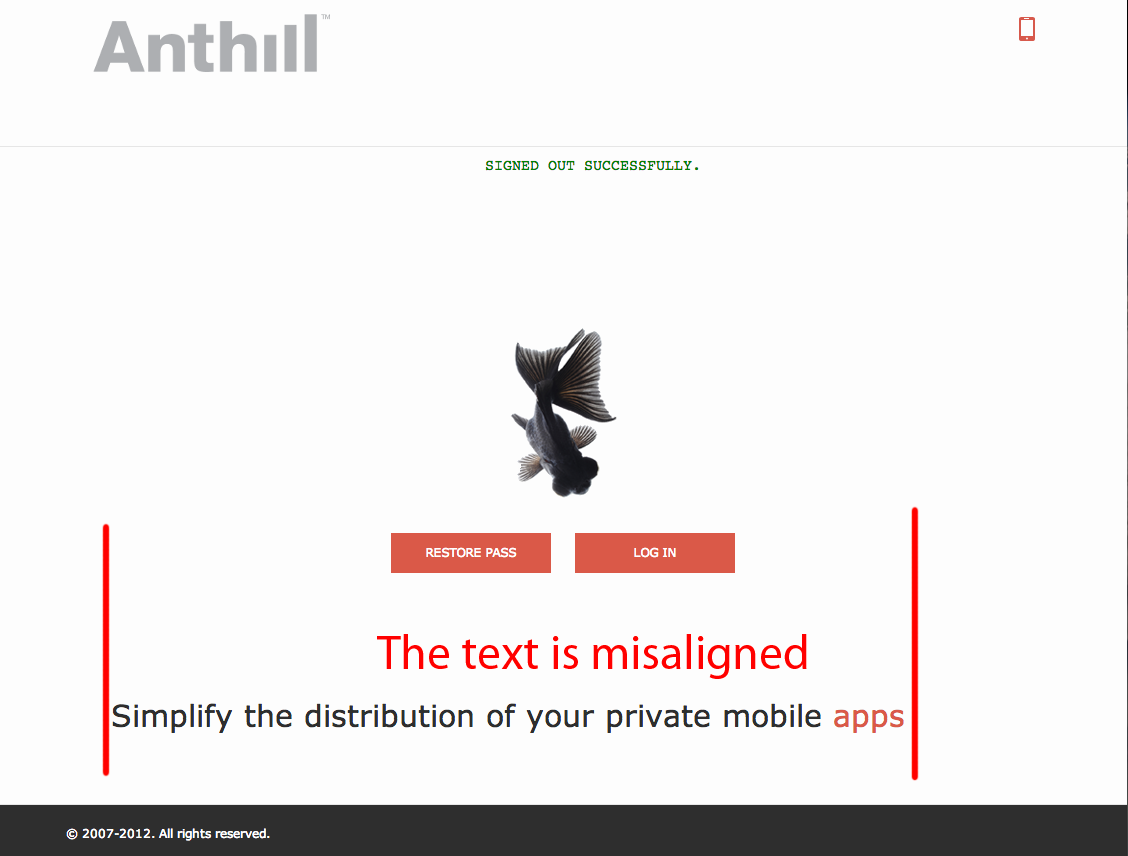 Anthill™
SIGNED OUT SUCCESSFULLY.
RESTORE PASS
LOG IN
The text is misaligned
Simplify the distribution of your private mobile apps
© 2007-2012. All rights reserved.